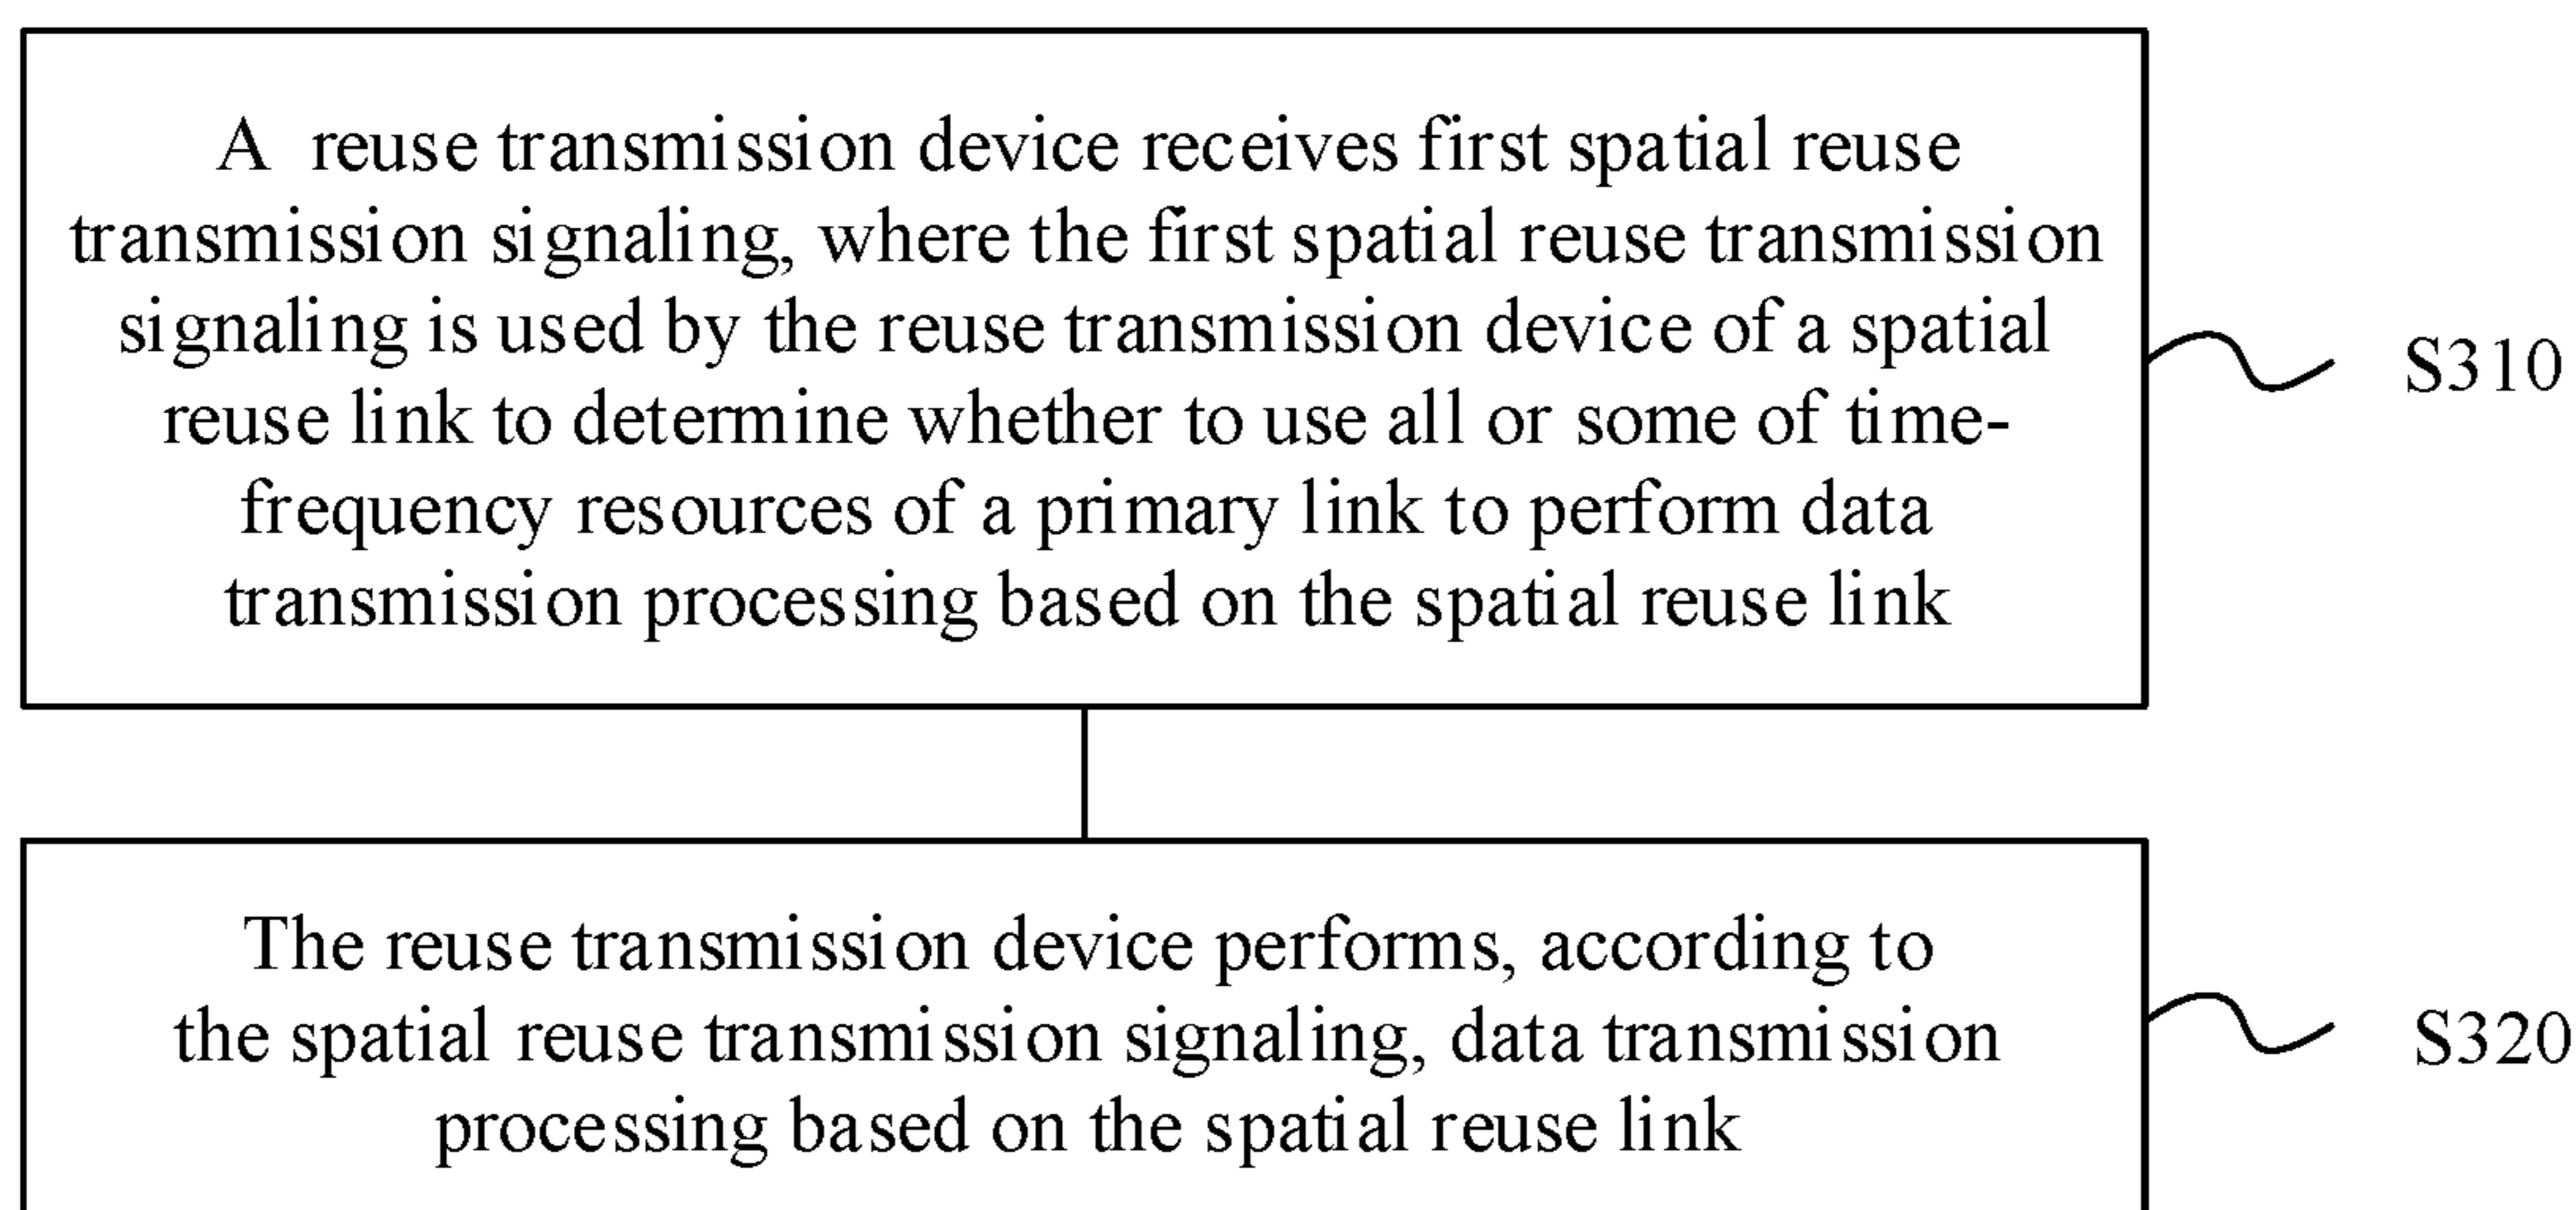 A reuse transmission device receives first spatial reuse
transmission signaling, where the first spatial reuse transmission
signaling is used by the reuse transmission device of a spatial
reuse link to determine whether to use all or some of time-
frequency resources of a primary link to perform data
transmission processing based on the spatial reuse link
S310
The reuse transmission device performs, according to
the spatial reuse transmission signaling, data transmission
processing based on the spatial reuse link
S320